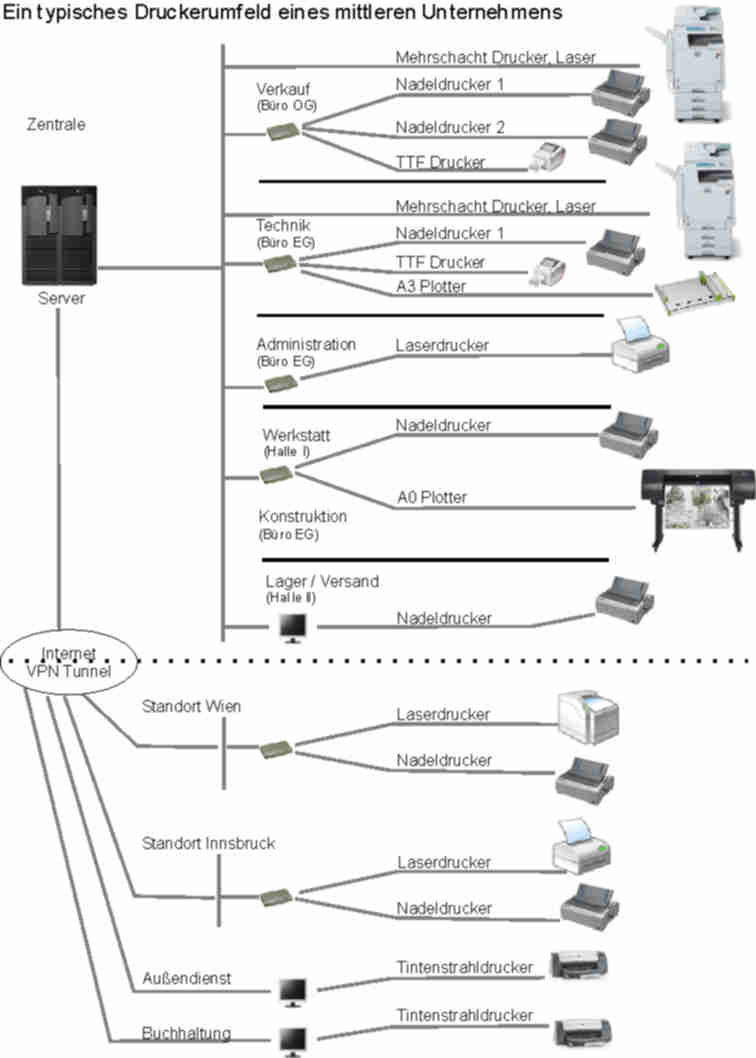 Ein typisches Druckerumfeld eines mittleren Unternehmens
Mehrschacht Drucker, Laser
Verkauf
(Büro OG)
Nadeldrucker 1
Zentrale
Nadeldrucker 2
TTF Drucker
Mehrschacht Drucker, Laser
Technik
(Büro EG)
Nadeldrucker 1
TTF Drucker
A3 Plotter
Server
Administration
(Büro EG)
Laserdrucker
Werkstatt
(Halle I)
Nadeldrucker
A0 Plotter
Konstruktion
(Büro EG)
Lager / Versand
(Halle II)
Nadeldrucker
Internet
VPN Tunnel
Standort Wien
Laserdrucker
Nadeldrucker
Standort Innsbruck
Laserdrucker
Nadeldrucker
Außendienst
Tintenstrahldrucker
Buchhaltung
Tintenstrahldrucker